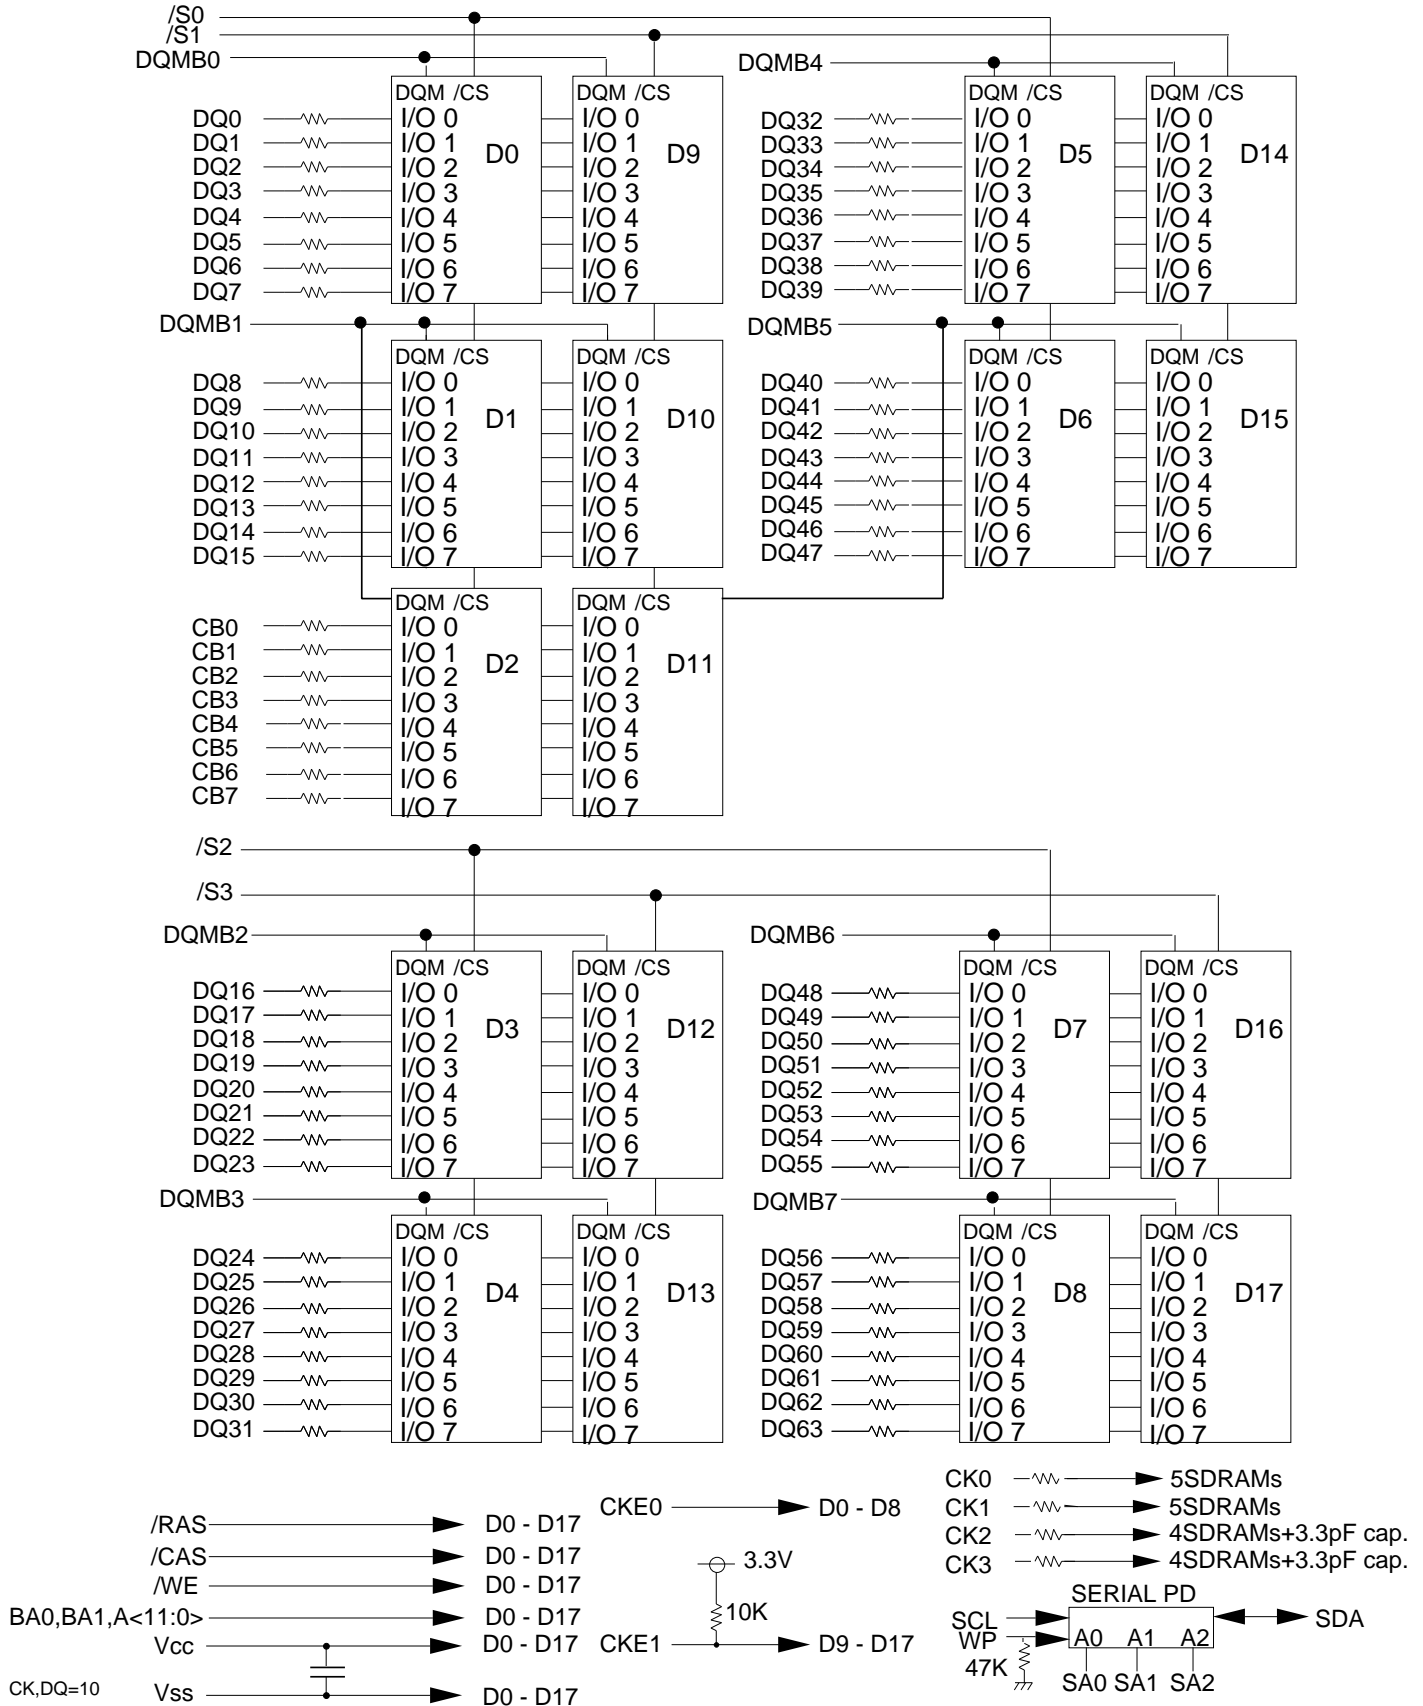 /S0
/S1
DQMB0
DQMB4
DQM /CS DQM /CS DQM /CS DQM /CS
DQ0 I/O 0 I/O 0 DQ32 I/O 0 I/O 0
DQ1 I/O 1 I/O 1 DQ33 I/O 1 I/O 1
D0 D9 D5 D14
DQ2 I/O 2 I/O 2 DQ34 I/O 2 I/O 2
DQ3 I/O 3 I/O 3 DQ35 I/O 3 I/O 3
DQ4 I/O 4 I/O 4 DQ36 I/O 4 I/O 4
DQ5 I/O 5 I/O 5 DQ37 I/O 5 I/O 5
DQ6 I/O 6 I/O 6 DQ38 I/O 6 I/O 6
DQ7 I/O 7 I/O 7 DQ39 I/O 7 I/O 7
DQMB1 DQMB5
DQM /CS DQM /CS DQM /CS DQM /CS
DQ8 I/O 0 I/O 0 DQ40 I/O 0 I/O 0
DQ9 I/O 1 I/O 1 DQ41 I/O 1 I/O 1
D1 D10 D6 D15
DQ10 I/O 2 I/O 2 DQ42 I/O 2 I/O 2
DQ11 I/O 3 I/O 3 DQ43 I/O 3 I/O 3
DQ12 I/O 4 I/O 4 DQ44 I/O 4 I/O 4
DQ13 I/O 5 I/O 5 DQ45 I/O 5 I/O 5
DQ14 I/O 6 I/O 6 DQ46 I/O 6 I/O 6
DQ15 I/O 7 I/O 7 DQ47 I/O 7 I/O 7
DQM /CS DQM /CS
CB0 I/O 0 I/O 0
CB1 I/O 1 I/O 1
D2 D11
CB2 I/O 2 I/O 2
CB3 I/O 3 I/O 3
CB4 I/O 4 I/O 4
CB5 I/O 5 I/O 5
CB6 I/O 6 I/O 6
CB7 I/O 7 I/O 7
/S2
/S3
DQMB2 DQMB6
DQM /CS DQM /CS DQM /CS DQM /CS
DQ16 I/O 0 I/O 0 DQ48 I/O 0 I/O 0
DQ17 I/O 1 I/O 1 DQ49 I/O 1 I/O 1
D3 D12 D7 D16
DQ18 I/O 2 I/O 2 DQ50 I/O 2 I/O 2
DQ19 I/O 3 I/O 3 DQ51 I/O 3 I/O 3
DQ20 I/O 4 I/O 4 DQ52 I/O 4 I/O 4
DQ21 I/O 5 I/O 5 DQ53 I/O 5 I/O 5
DQ22 I/O 6 I/O 6 DQ54 I/O 6 I/O 6
DQ23 I/O 7 I/O 7 DQ55 I/O 7 I/O 7
DQMB3 DQMB7
DQM /CS DQM /CS DQM /CS DQM /CS
DQ24 I/O 0 I/O 0 DQ56 I/O 0 I/O 0
DQ25 I/O 1 I/O 1 DQ57 I/O 1 I/O 1
D4 D13 D8 D17
DQ26 I/O 2 I/O 2 DQ58 I/O 2 I/O 2
DQ27 I/O 3 I/O 3 DQ59 I/O 3 I/O 3
DQ28 I/O 4 I/O 4 DQ60 I/O 4 I/O 4
DQ29 I/O 5 I/O 5 DQ61 I/O 5 I/O 5
DQ30 I/O 6 I/O 6 DQ62 I/O 6 I/O 6
DQ31 I/O 7 I/O 7 DQ63 I/O 7 I/O 7
CK0 5SDRAMs
CK1 5SDRAMs
CK2 4SDRAMs+3.3pF cap.
CK3 4SDRAMs+3.3pF cap.
CKE0 D0 - D8
/RAS D0 - D17
/CAS D0 - D17
/WE D0 - D17
BA0,BA1,A<11:0> D0 - D17
Vcc D0 - D17
Vss D0 - D17
CK,DQ=10
3.3V
10K
CKE1 D9 - D17
SERIAL PD
SCL SDA
WP A0 A1 A2
47K
SA0 SA1 SA2